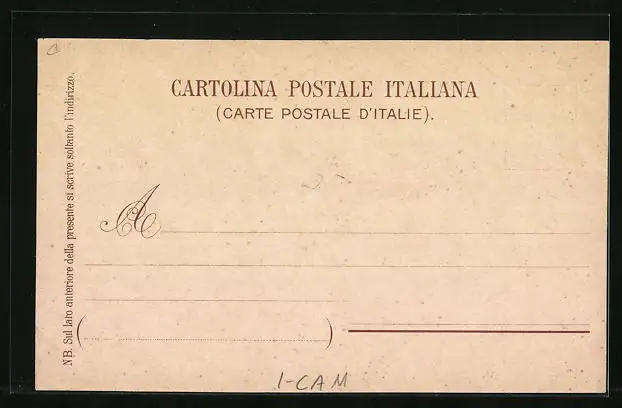 CARTOLINA POSTALE ITALIANA
(CARTE POSTALE D'ITALIE).
A
NB. Sul lato anteriore della presente si scrive soltanto l'indirizzo.
I-CAM